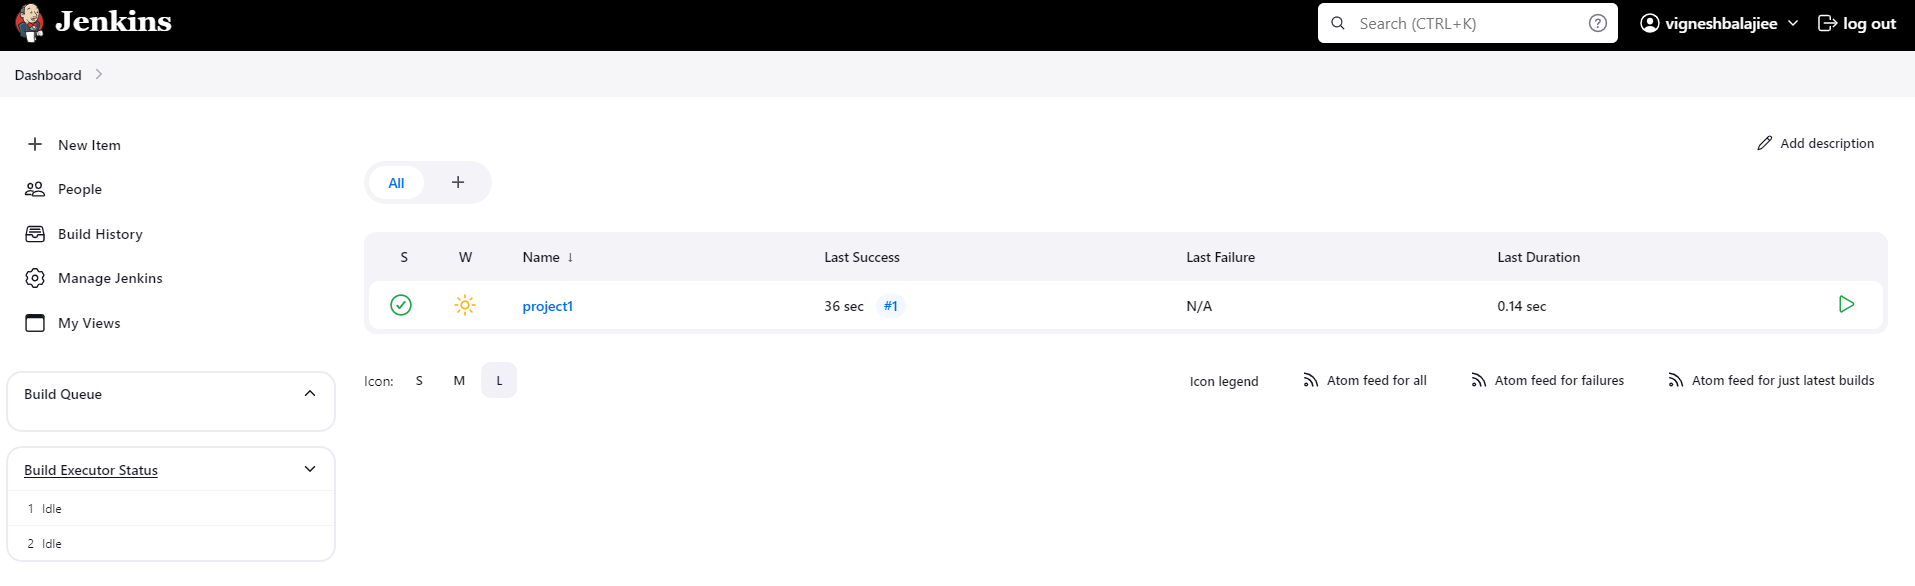 Jenkins
Search (CTRL+K)
vigneshbalajiee
log out
Dashboard
New Item
People
Build History
Manage Jenkins
My Views
Build Queue
Build Executor Status
1 Idle
2 Idle
Add description
All
S W Name ↓ Last Success Last Failure Last Duration
project1 36 sec #1 N/A 0.14 sec
Icon: S M L
Icon legend Atom feed for all Atom feed for failures Atom feed for just latest builds